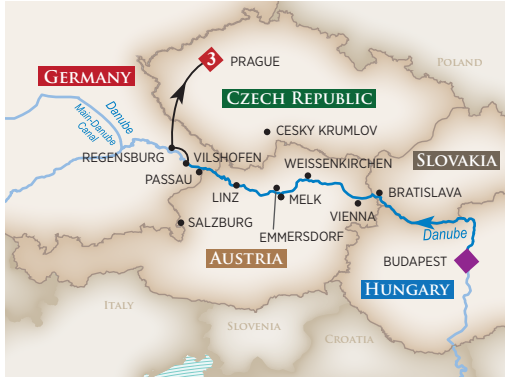 3
PRAGUE
POLAND
GERMANY
CZECH REPUBLIC
Danube
Main-Danube
Canal
CESKY KRUMLOV
REGENSBURG
VILSHOFEN
WEISSENKIRCHEN
SLOVAKIA
PASSAU
LINZ
MELK
BRATISLAVA
VIENNA
SALZBURG
EMMERSDORF
Danube
AUSTRIA
BUDAPEST
HUNGARY
ITALY
SLOVENIA
CROATIA